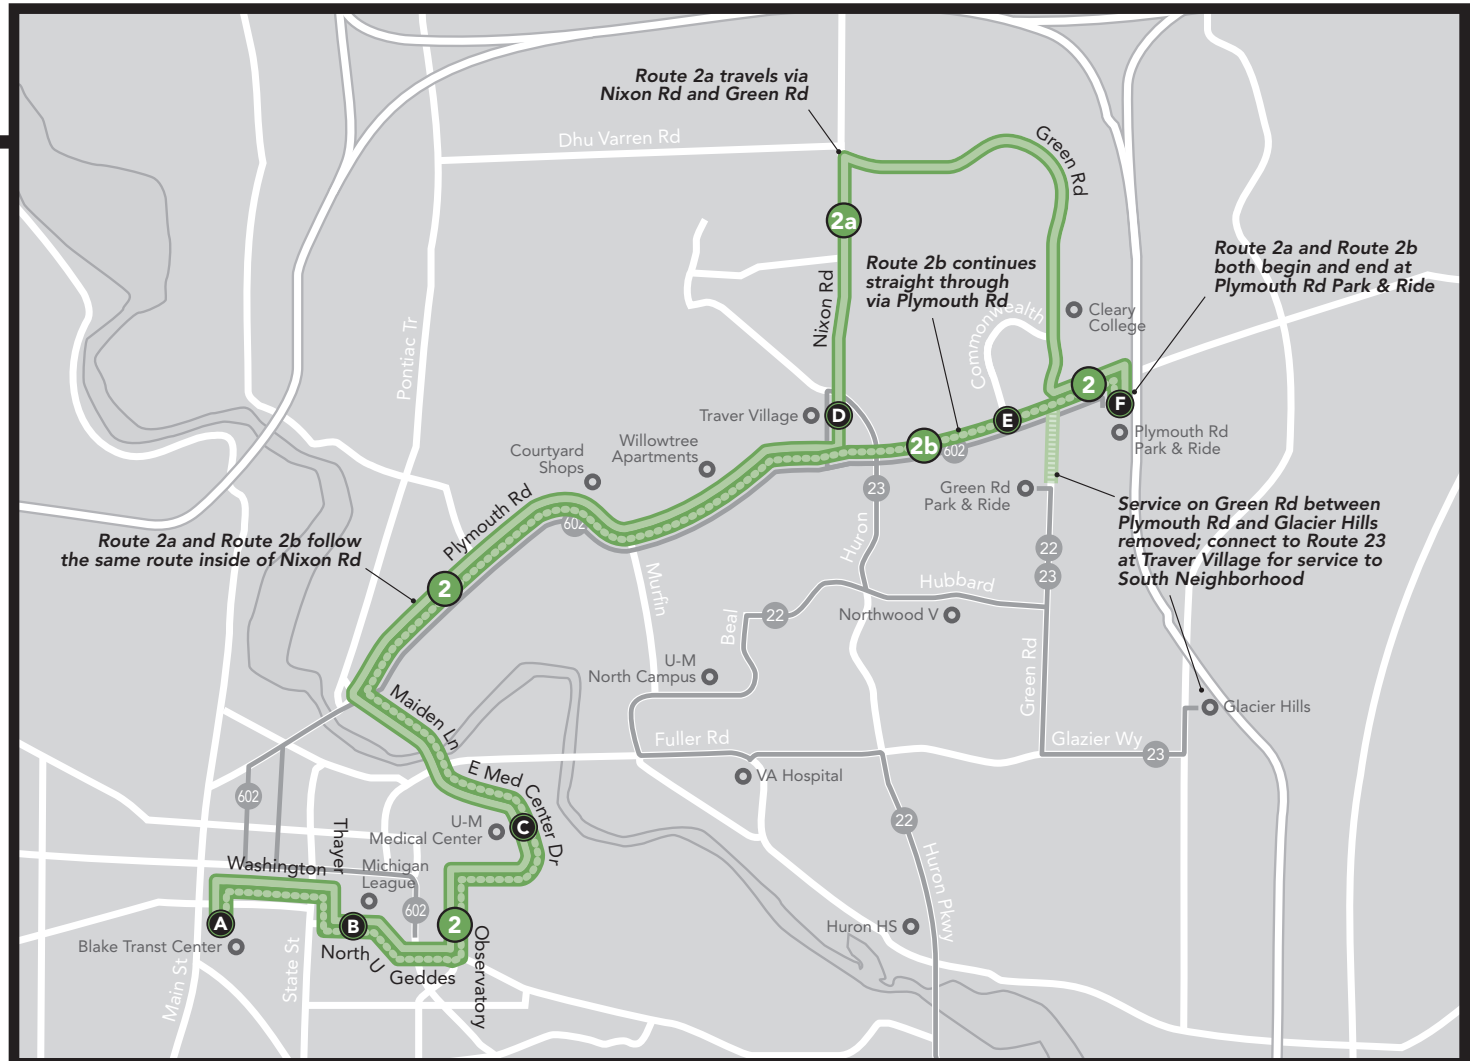 Route 2a travels via
Nixon Rd and Green Rd
Dhu Varren Rd
Green Rd
2a
Route 2b continues
straight through
via Plymouth Rd
Route 2a and Route 2b
both begin and end at
Plymouth Rd Park & Ride
Nixon Rd
Commonwealth
Cleary
College
Pontiac Tr
2
F
D
E
Traver Village
2b
602
Plymouth Rd
Park & Ride
Willowtree
Apartments
Courtyard
Shops
23
Green Rd
Park & Ride
Plymouth Rd
602
Service on Green Rd between
Plymouth Rd and Glacier Hills
removed; connect to Route 23
at Traver Village for service to
South Neighborhood
Route 2a and Route 2b follow
the same route inside of Nixon Rd
2
Huron
22
23
Murfin
Hubbard
Beal
22
Northwood V
U-M
North Campus
Green Rd
Maiden Ln
Glacier Hills
Fuller Rd
Glazier Wy
23
VA Hospital
E Med Center Dr
602
22
U-M
Medical Center
C
Thayer
Washington
Michigan
League
Huron Pkwy
602
A
B
2
Huron HS
Blake Transt Center
North U
Geddes
Observatory
State St
Main St